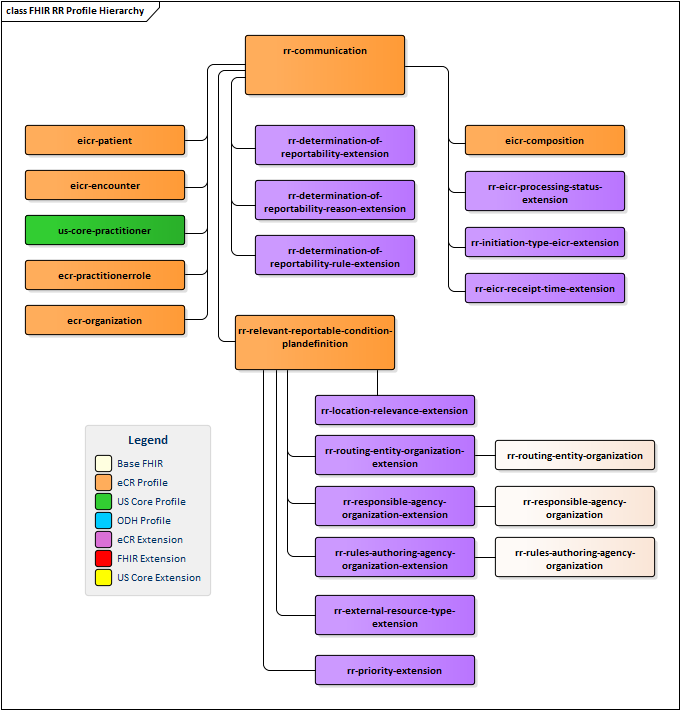 class FHIR RR Profile Hierarchy
rr-communication
eicr-patient
eicr-encounter
us-core-practitioner
ecr-practitionerrole
ecr-organization
rr-determination-of-
reportability-extension
rr-determination-of-
reportability-reason-extension
rr-determination-of-
reportability-rule-extension
eicr-composition
rr-eicr-processing-status-
extension
rr-initiation-type-eicr-extension
rr-eicr-receipt-time-extension
rr-relevant-reportable-condition-
plandefinition
rr-location-relevance-extension
rr-routing-entity-organization-
extension
rr-routing-entity-organization
rr-responsible-agency-
organization-extension
rr-responsible-agency-
organization
rr-rules-authoring-agency-
organization-extension
rr-rules-authoring-agency-
organization
rr-external-resource-type-
extension
rr-priority-extension
Legend
Base FHIR
eCR Profile
US Core Profile
ODH Profile
eCR Extension
FHIR Extension
US Core Extension